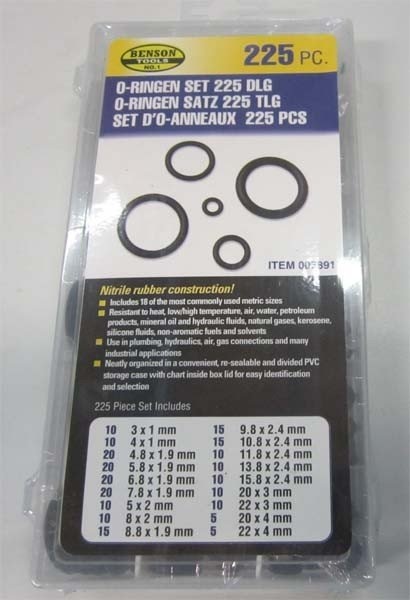 BENSON
TOOLS
NO.1
225 PC.
O-RINGEN SET 225 DLG
O-RINGEN SATZ 225 TLG
SET D'O-ANNEAUX 225 PCS
ITEM 005891
Nitrile rubber construction!
Includes 18 of the most commonly used metric sizes
Resistant to heat, low/high temperature, air, water, petroleum
products, mineral oil and hydraulic fluids, natural gases, kerosene,
silicone fluids, non-aromatic fuels and solvents
Use in plumbing, hydraulics, air, gas connections and many
industrial applications
Neatly organized in a convenient, re-sealable and divided PVC
storage case with chart inside box lid for easy identification
and selection
225 Piece Set Includes
10 3 x 1 mm 15 9.8 x 2.4 mm
10 4 x 1 mm 15 10.8 x 2.4 mm
20 4.8 x 1.9 mm 10 11.8 x 2.4 mm
20 5.8 x 1.9 mm 10 13.8 x 2.4 mm
20 6.8 x 1.9 mm 10 15.8 x 2.4 mm
20 7.8 x 1.9 mm 10 20 x 3 mm
10 5 x 2 mm 10 22 x 3 mm
10 8 x 2 mm 5 20 x 4 mm
15 8.8 x 1.9 mm 5 22 x 4 mm